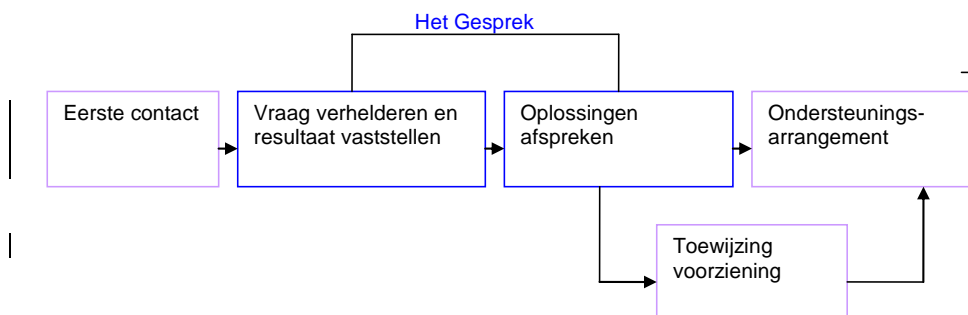 Het Gesprek
Eerste contact
Vraag verhelderen en
resultaat vaststellen
Oplossingen
afspreken
Ondersteunings-
arrangement
Toewijzing
voorziening